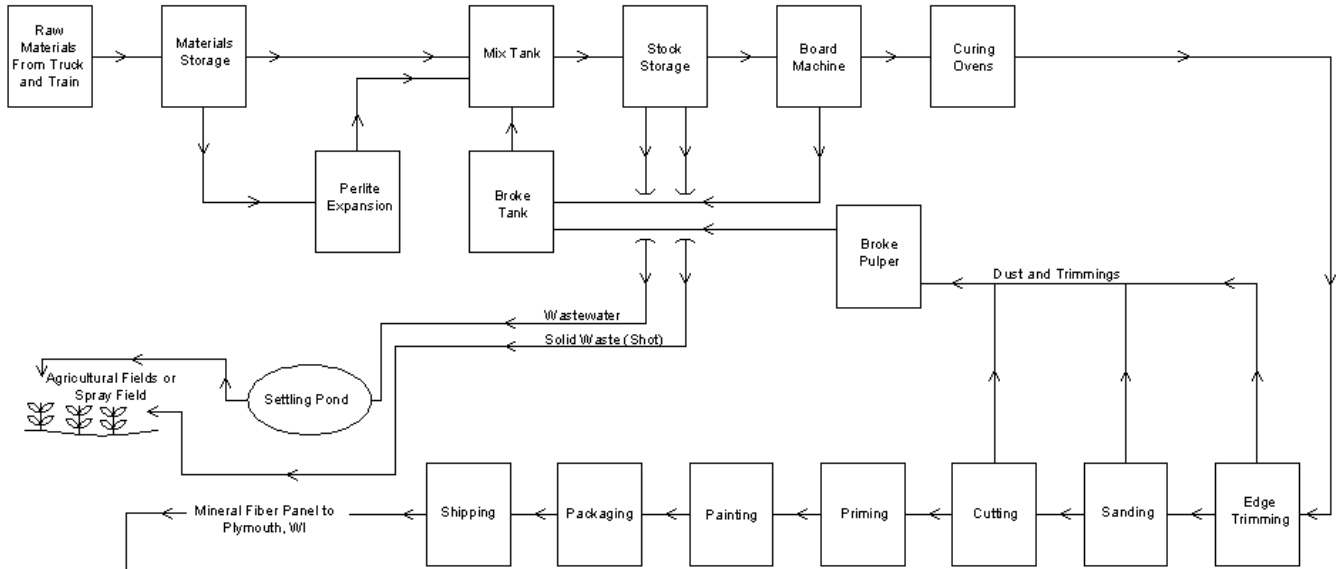 Raw
Materials
From Truck
and Train
Materials
Storage
Mix Tank
Stock
Storage
Board
Machine
Curing
Ovens
Perlite
Expansion
Broke
Tank
Broke
Pulper
Dust and Trimmings
Wastewater
Solid Waste (Shot)
Agricultural Fields or
Spray Field
Settling Pond
Mineral Fiber Panel to
Plymouth, WI
Shipping
Packaging
Painting
Priming
Cutting
Sanding
Edge
Trimming